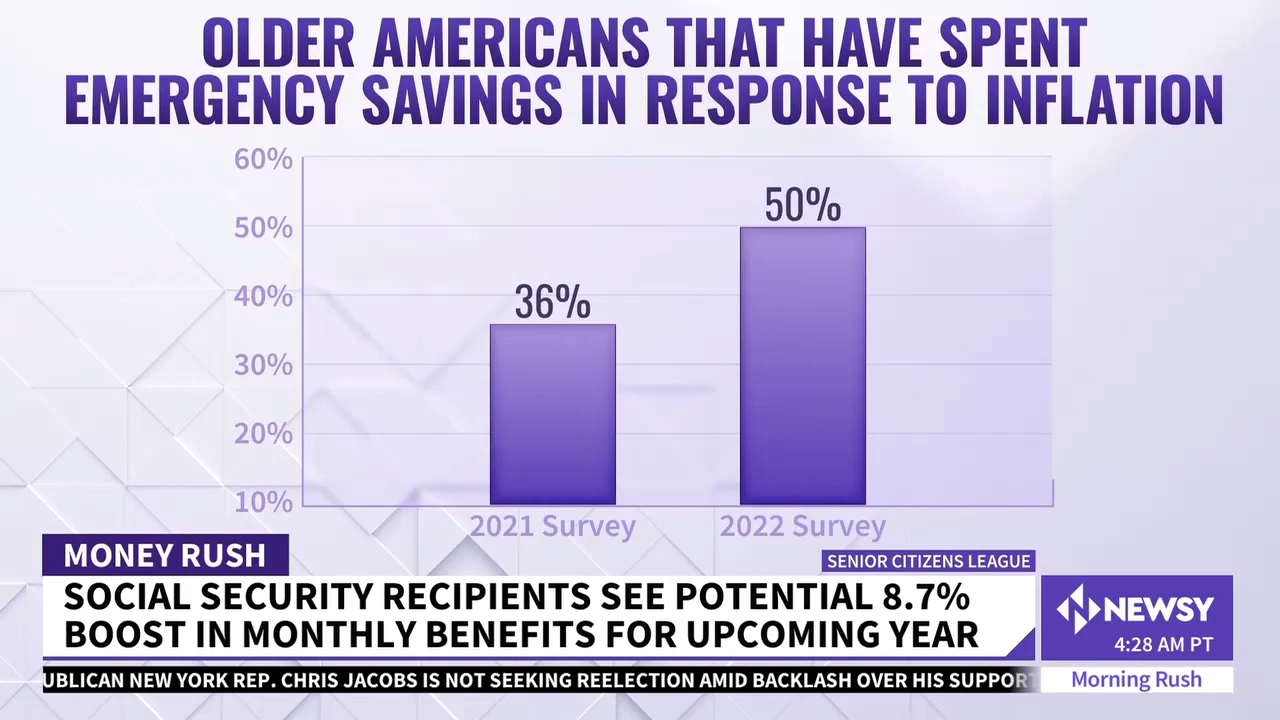 OLDER AMERICANS THAT HAVE SPENT
EMERGENCY SAVINGS IN RESPONSE TO INFLATION
60%
50%
40%
30%
20%
10%
36%
50%
2021 Survey
2022 Survey
MONEY RUSH
SENIOR CITIZENS LEAGUE
SOCIAL SECURITY RECIPIENTS SEE POTENTIAL 8.7%
BOOST IN MONTHLY BENEFITS FOR UPCOMING YEAR
NEWSY
4:28 AM PT
UBLICAN NEW YORK REP. CHRIS JACOBS IS NOT SEEKING REELECTION AMID BACKLASH OVER HIS SUPPORT
Morning Rush